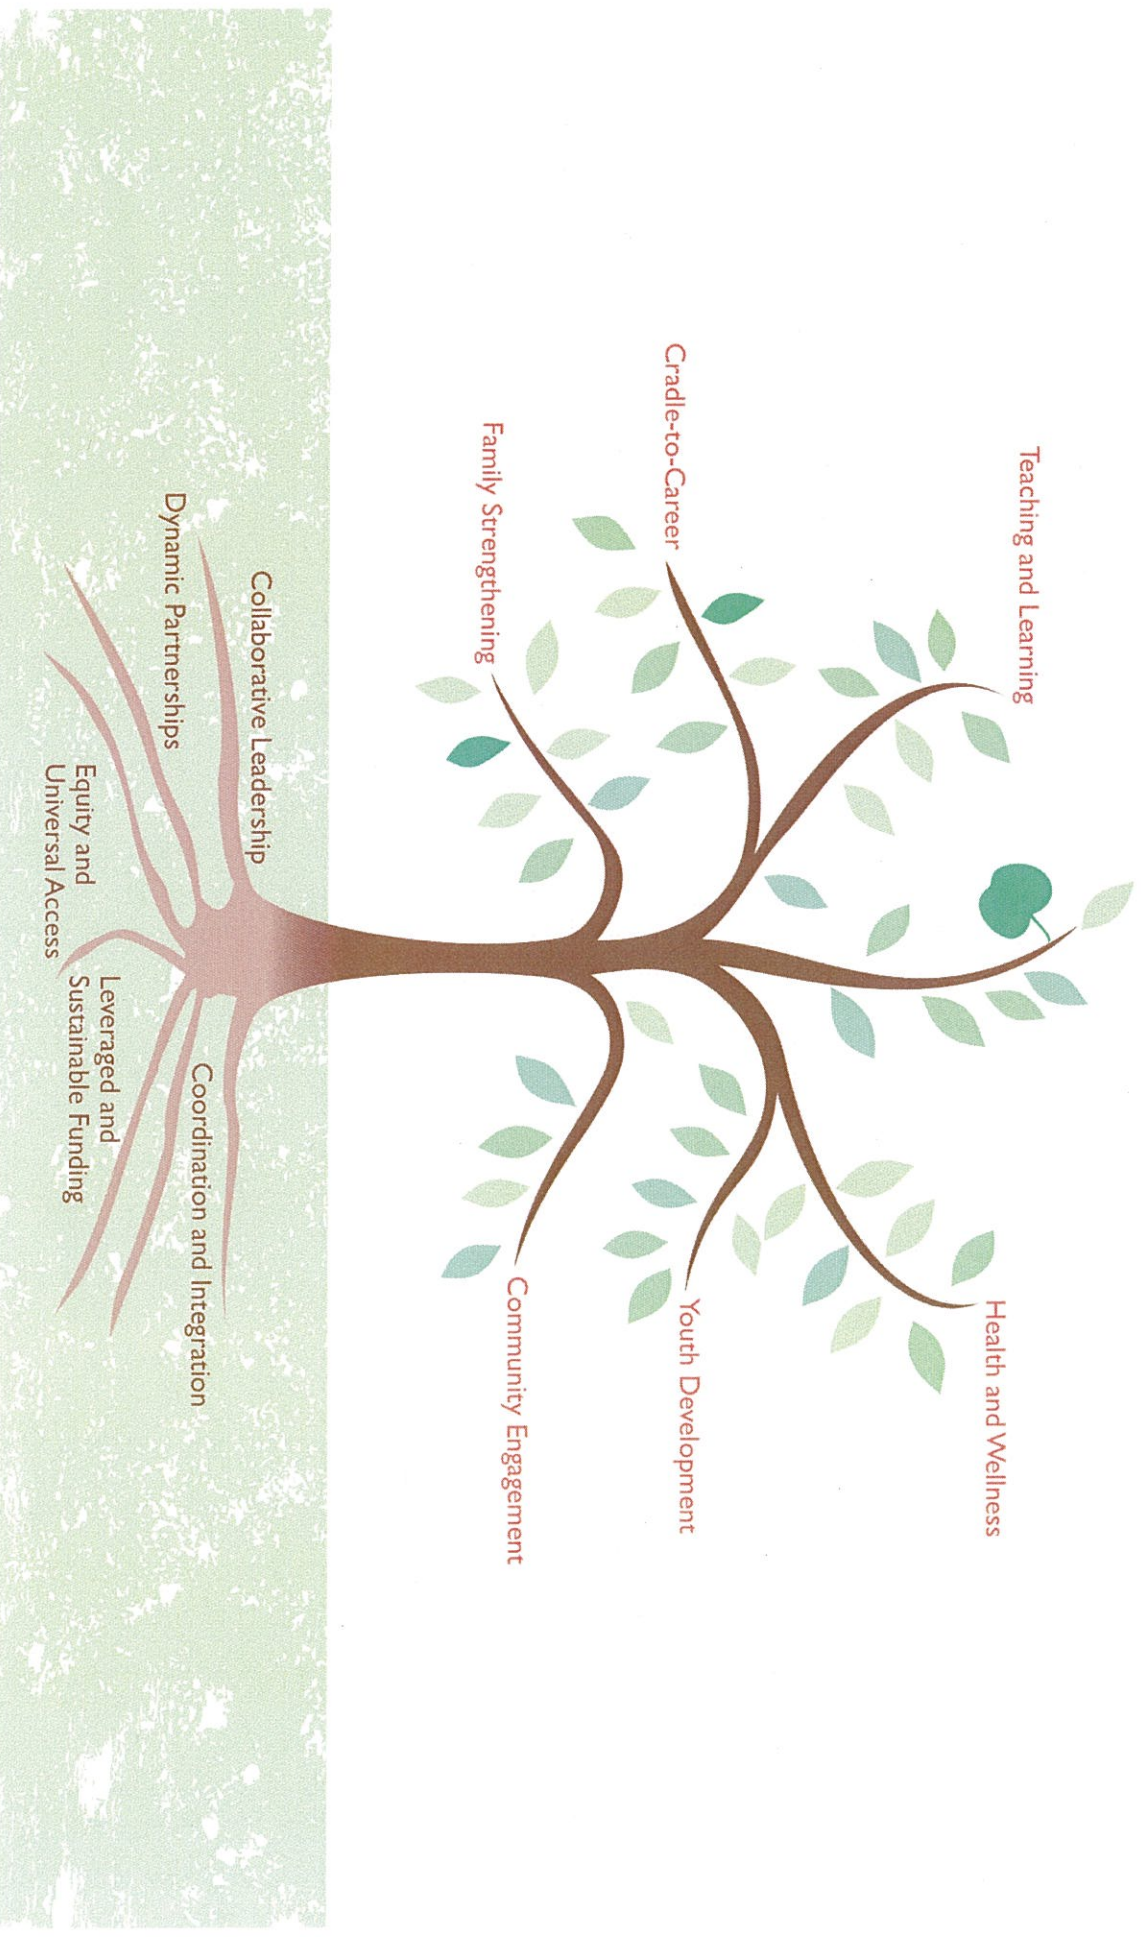 Teaching and Learning
Health and Wellness
Cradle-to-Career
Youth Development
Family Strengthening
Community Engagement
Collaborative Leadership
Dynamic Partnerships
Coordination and Integration
Equity and
Universal Access
Leveraged and
Sustainable Funding